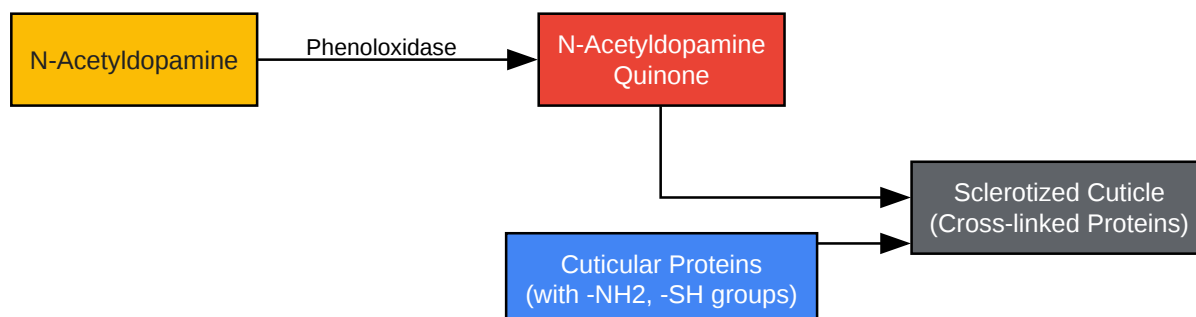 N-Acetyldopamine
Phenoloxidase
N-Acetyldopamine
Quinone
Sclerotized Cuticle
(Cross-linked Proteins)
Cuticular Proteins
(with -NH2, -SH groups)